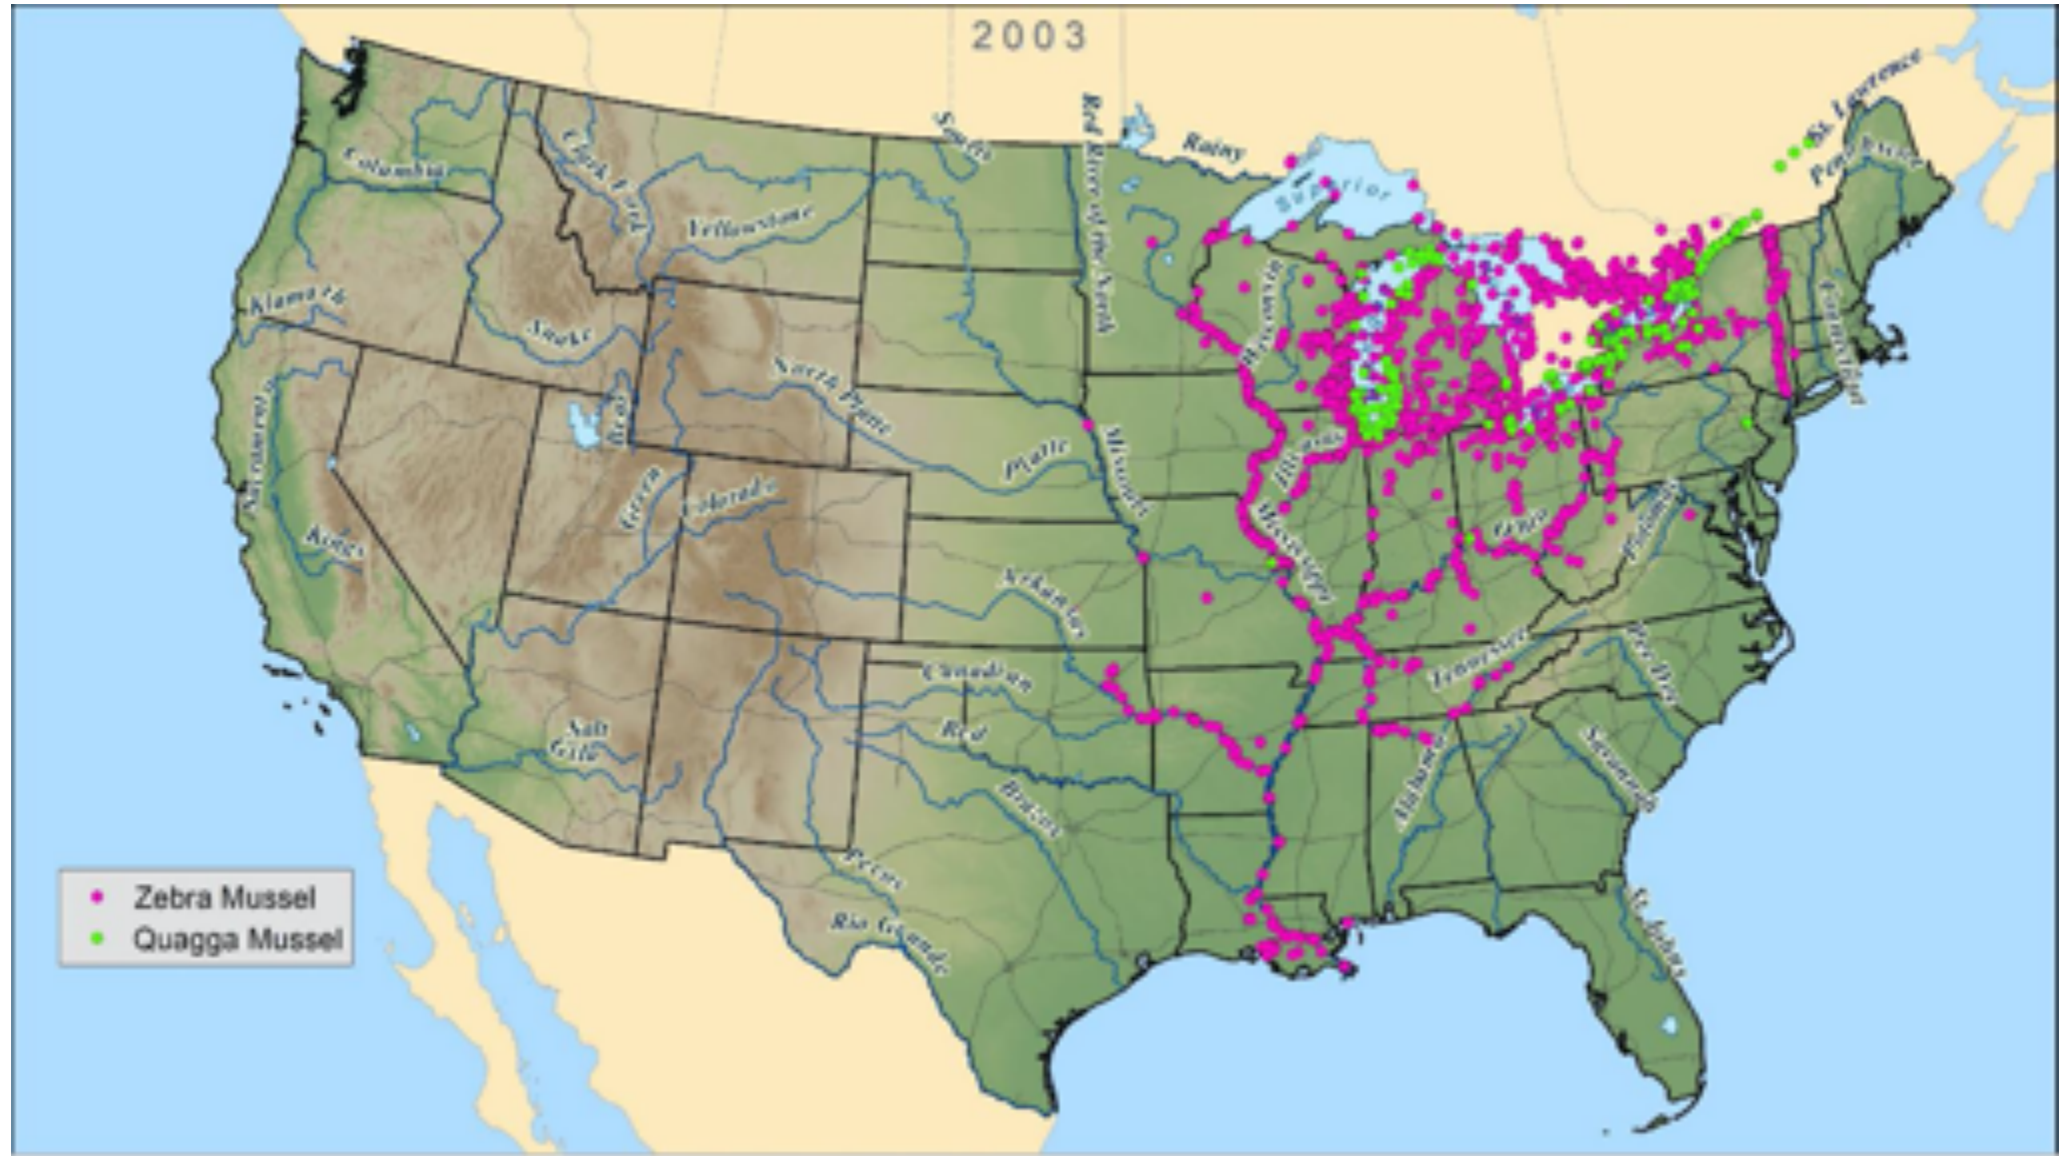 2003
St. Lawrence
Souris
Red River of the North
Rainy
Superior
Penobscot
Columbia
Clark Fork
Yellowstone
Klamath
Snake
Wisconsin
Connecticut
North Platte
Sacramento
Bear
Platte
Missouri
Illinois
Green
Colorado
Mississippi
Ohio
Potomac
Kings
Arkansas
Tennessee
Pee Dee
Canadian
Salt
Gila
Red
Savannah
Alabama
Brazos
Pecos
Rio Grande
St. Johns
Zebra Mussel
Quagga Mussel